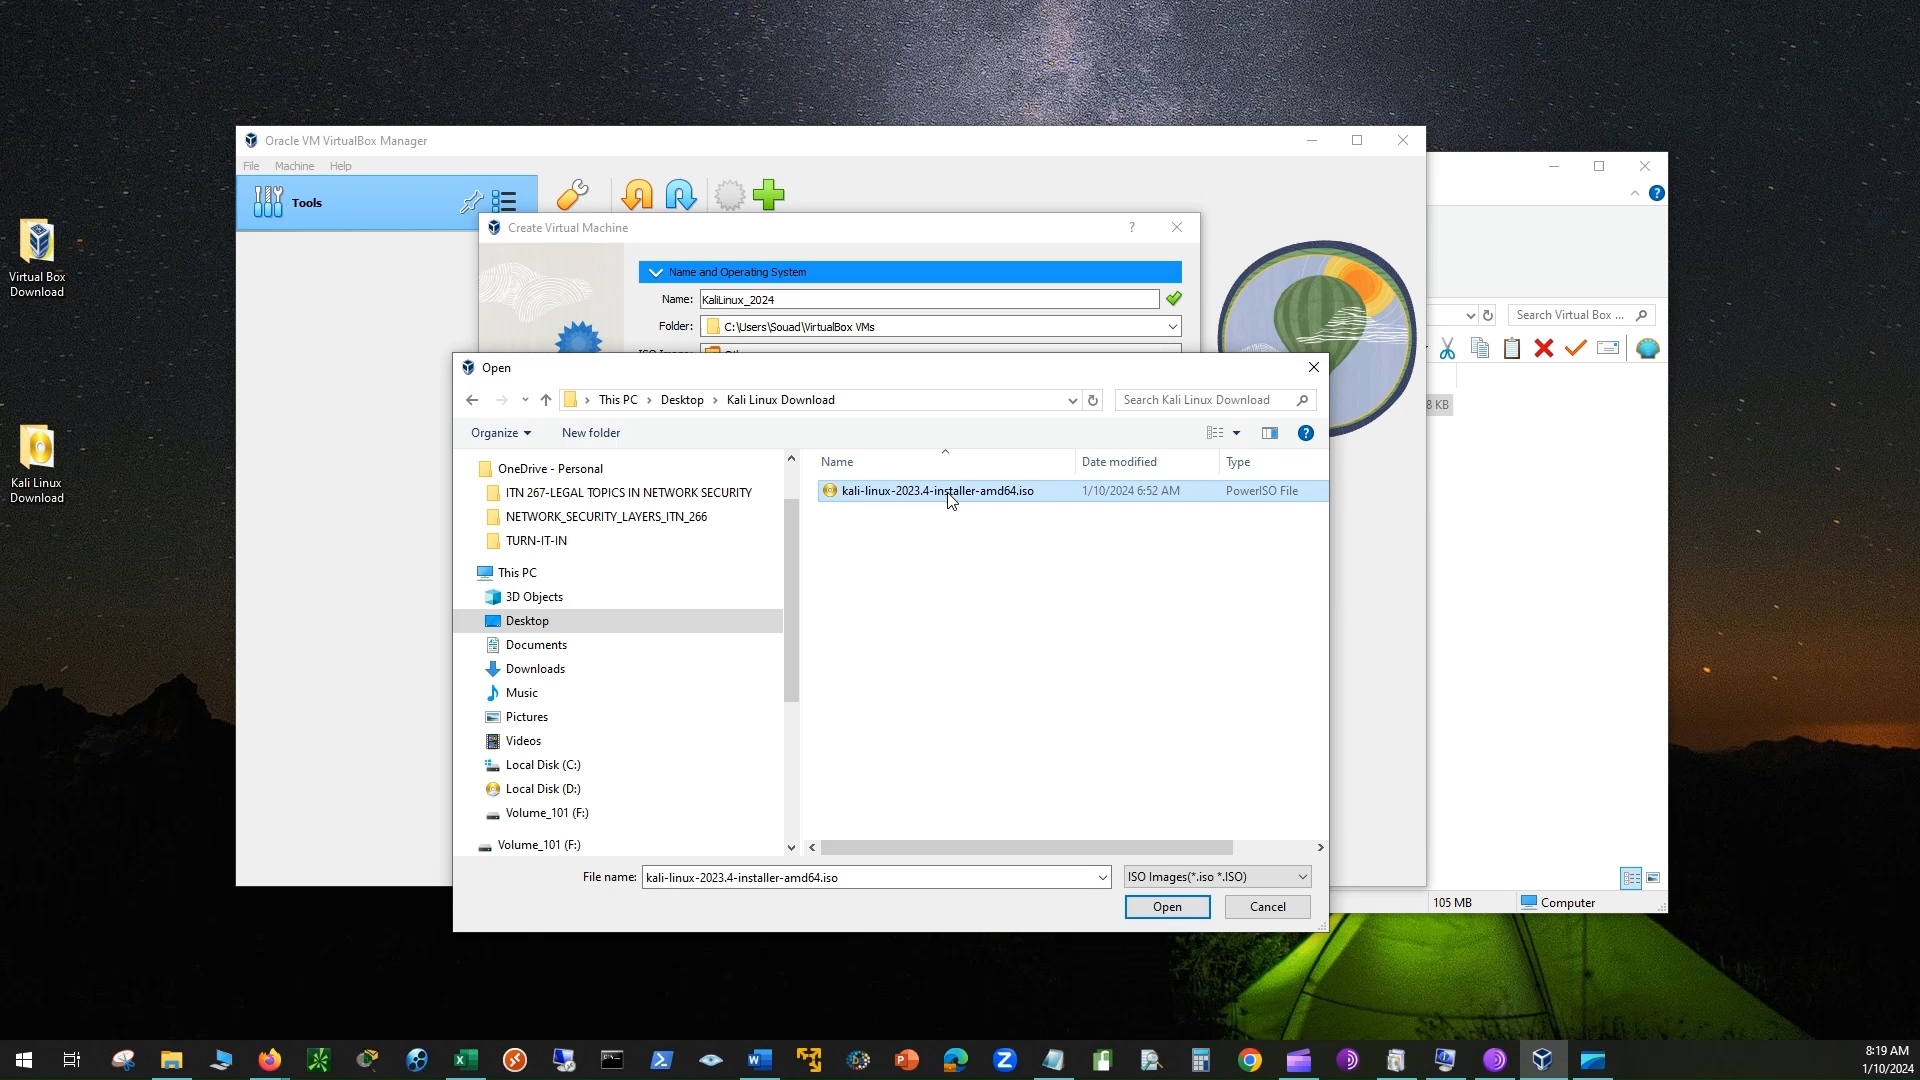 Oracle VM VirtualBox Manager
File Machine Help
Tools
Create Virtual Machine
?
Name and Operating System
Name: KaliLinux_2024
Folder: C:\Users\Souad\VirtualBox VMs
Virtual Box
Download
Kali Linux
Download
Search Virtual Box ...
8 KB
Open
This PC > Desktop > Kali Linux Download
Search Kali Linux Download
Organize
New folder
Name
Date modified
Type
kali-linux-2023.4-installer-amd64.iso
1/10/2024 6:52 AM
PowerISO File
OneDrive - Personal
ITN 267-LEGAL TOPICS IN NETWORK SECURITY
NETWORK_SECURITY_LAYERS_ITN_266
TURN-IT-IN
This PC
3D Objects
Desktop
Documents
Downloads
Music
Pictures
Videos
Local Disk (C:)
Local Disk (D:)
Volume_101 (F:)
Volume_101 (F:)
File name: kali-linux-2023.4-installer-amd64.iso
ISO Images(*.iso *.ISO)
Open
Cancel
105 MB
Computer
8:19 AM
1/10/2024